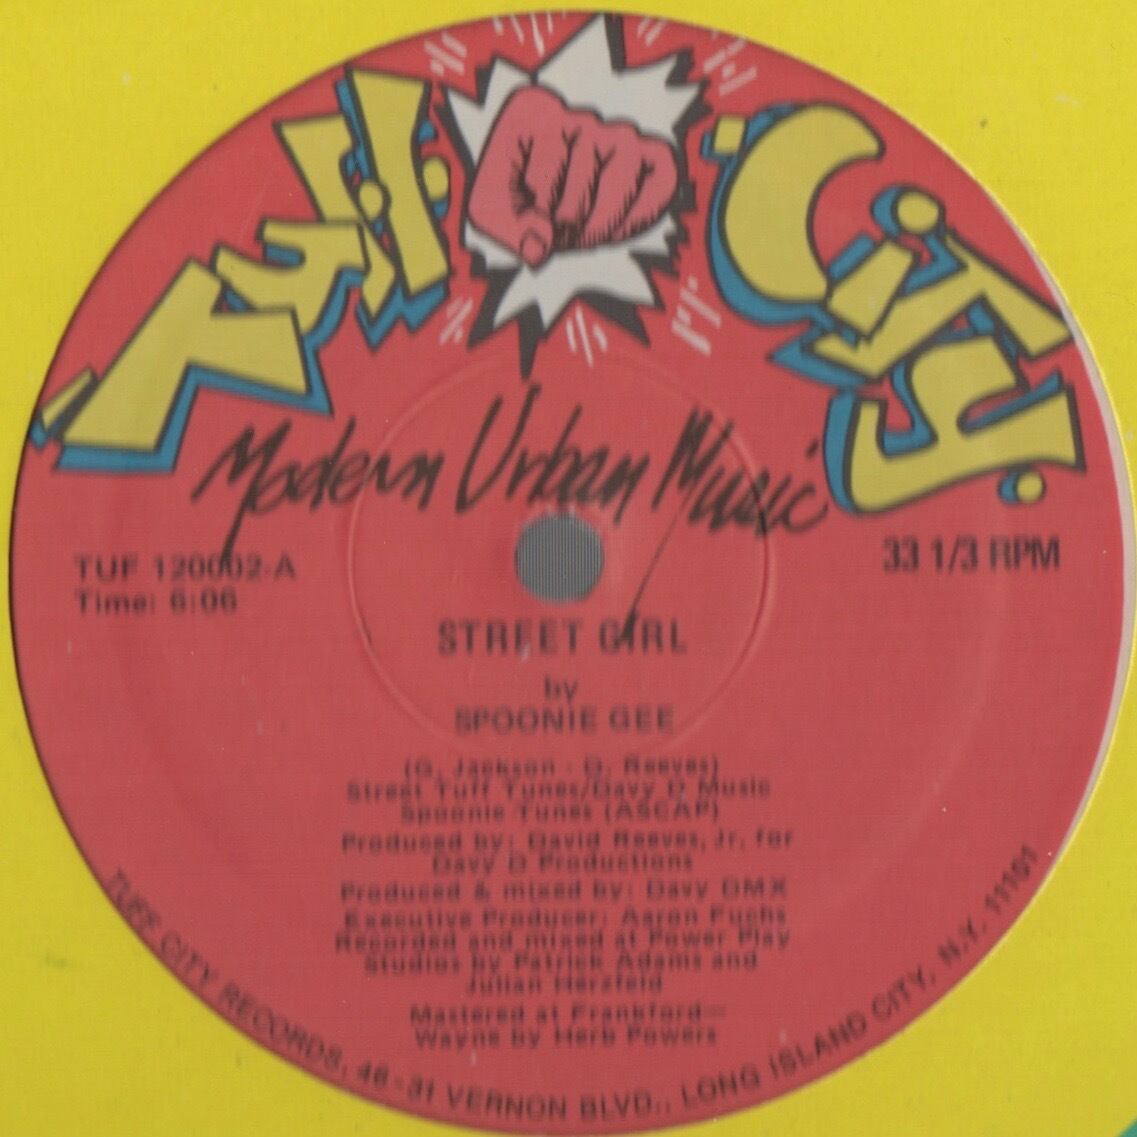 Tuff City
Modern Urban Music
TUF 120002-A
Time: 6:06
33 1/3 RPM
STREET GIRL
by
SPOONIE GEE
(G. Jackson - D. Reeves)
Street Tuff Tunes/Davy D Music
Spoonie Tunes (ASCAP)
Produced by: David Reeves, Jr. for
Davy D Productions
Produced & mixed by: Davy DMX
Executive Producer: Aaron Fuchs
Recorded and mixed at Power Play
Studios by Patrick Adams and
Julian Herzfeld
Mastered at Frankford—
Wayne by Herb Powers
TUFF CITY RECORDS, 46-31 VERNON BLVD., LONG ISLAND CITY, N.Y. 11101